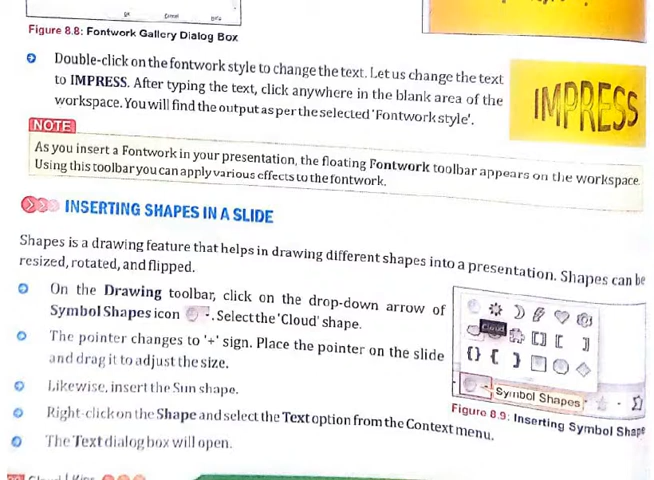 OK Cancel Help
Figure 8.8: Fontwork Gallery Dialog Box
Double-click on the fontwork style to change the text. Let us change the text
to IMPRESS. After typing the text, click anywhere in the blank area of the
workspace. You will find the output as per the selected 'Fontwork style'.
IMPRESS
NOTE
As you insert a Fontwork in your presentation, the floating Fontwork toolbar appears on the workspace.
Using this toolbar you can apply various effects to the fontwork.
INSERTING SHAPES IN A SLIDE
Shapes is a drawing feature that helps in drawing different shapes into a presentation. Shapes can be
resized, rotated, and flipped.
On the Drawing toolbar, click on the drop-down arrow of
Symbol Shapes icon . Select the 'Cloud' shape.
The pointer changes to '+' sign. Place the pointer on the slide
and drag it to adjust the size.
Likewise, insert the Sun shape.
Right-click on the Shape and select the Text option from the Context menu.
The Text dialog box will open.
Cloud
Symbol Shapes
Figure 8.9: Inserting Symbol Shape